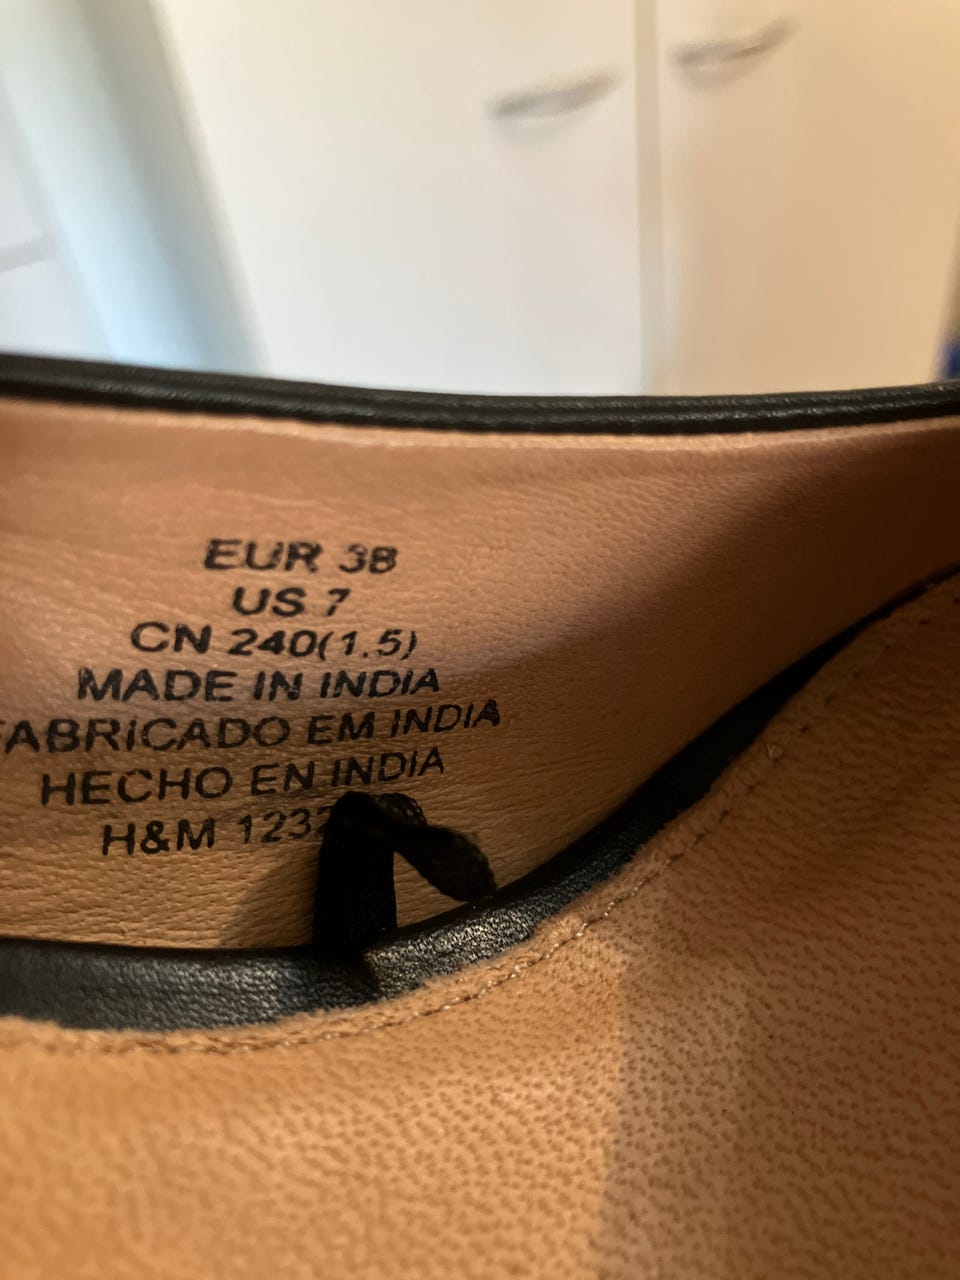 EUR 38
US 7
CN 240(1.5)
MADE IN INDIA
FABRICADO EM INDIA
HECHO EN INDIA
H&M